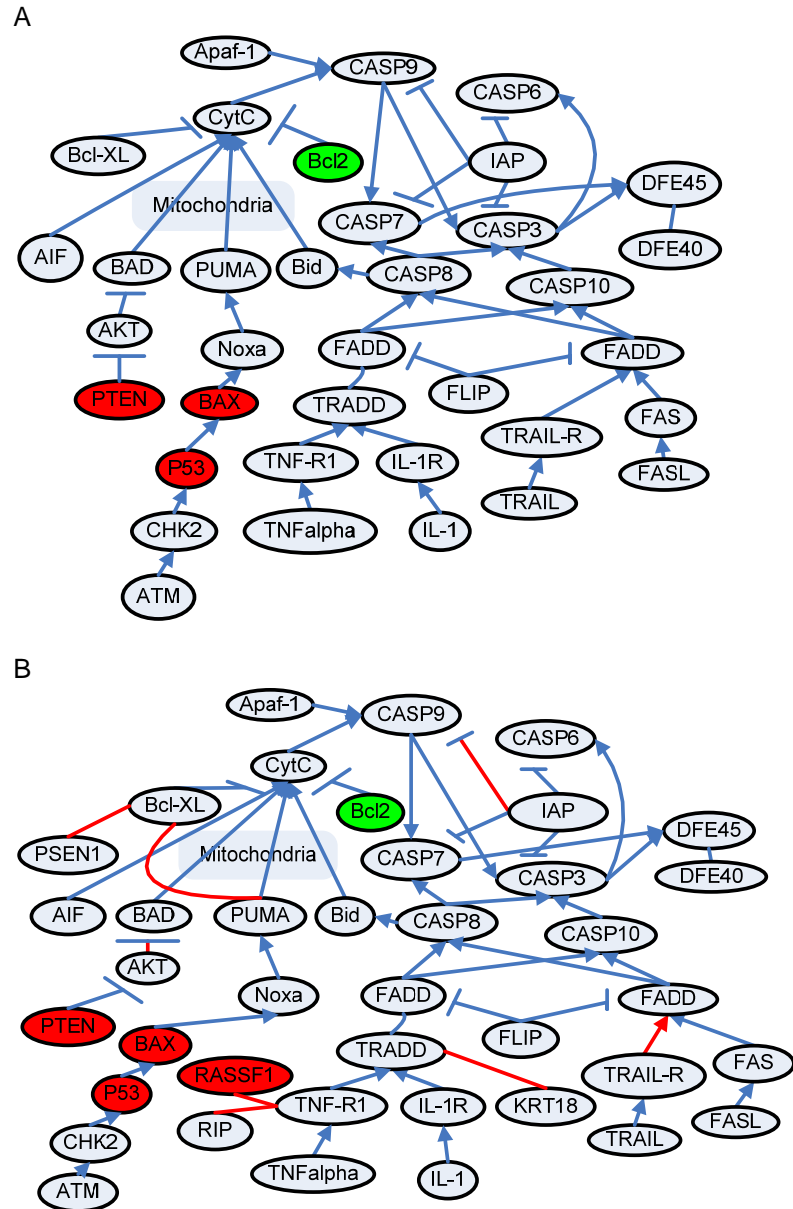 A
Apaf-1
CASP9
CASP6
CytC
Bcl-XL
Bcl2
IAP
DFE45
Mitochondria
CASP7
CASP3
DFE40
AIF
BAD
PUMA
Bid
CASP8
CASP10
AKT
Noxa
FADD
FADD
FLIP
PTEN
BAX
TRADD
FAS
TRAIL-R
P53
TNF-R1
IL-1R
FASL
TRAIL
CHK2
TNFalpha
IL-1
ATM
B
Apaf-1
CASP9
CASP6
CytC
Bcl-XL
Bcl2
IAP
DFE45
PSEN1
Mitochondria
CASP7
CASP3
DFE40
AIF
BAD
PUMA
Bid
CASP8
CASP10
AKT
Noxa
FADD
FADD
PTEN
FLIP
BAX
TRADD
RASSF1
TRAIL-R
FAS
P53
TNF-R1
IL-1R
KRT18
RIP
FASL
CHK2
TRAIL
TNFalpha
IL-1
ATM